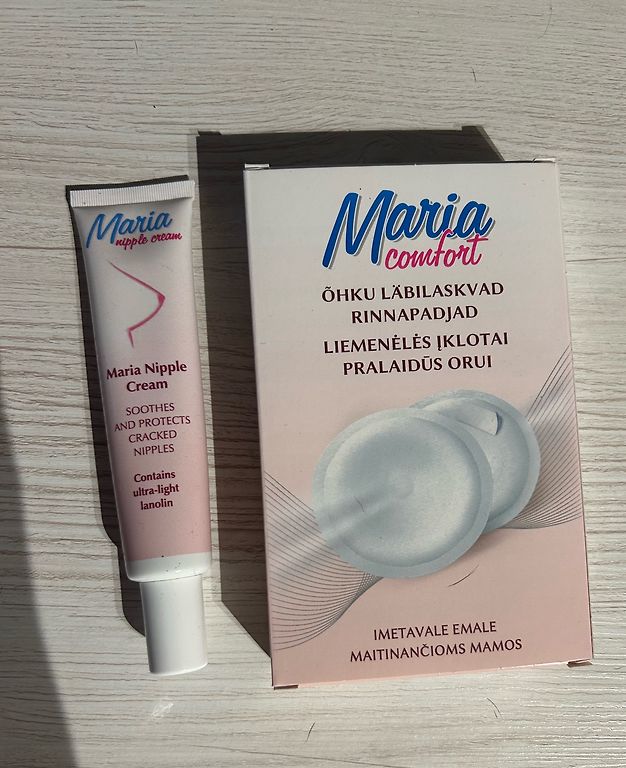 Maria
nipple cream
Maria Nipple
Cream
SOOTHES
AND PROTECTS
CRACKED
NIPPLES
Contains
ultra-light
lanolin
Maria
comfort
ÕHKU LÄBILASKVAD
RINNAPADJAD
LIEMENĖLĖS ĮKLOTAI
PRALAIDŪS ORUI
IMETAVALE EMALE
MAITINANČIOMS MAMOS